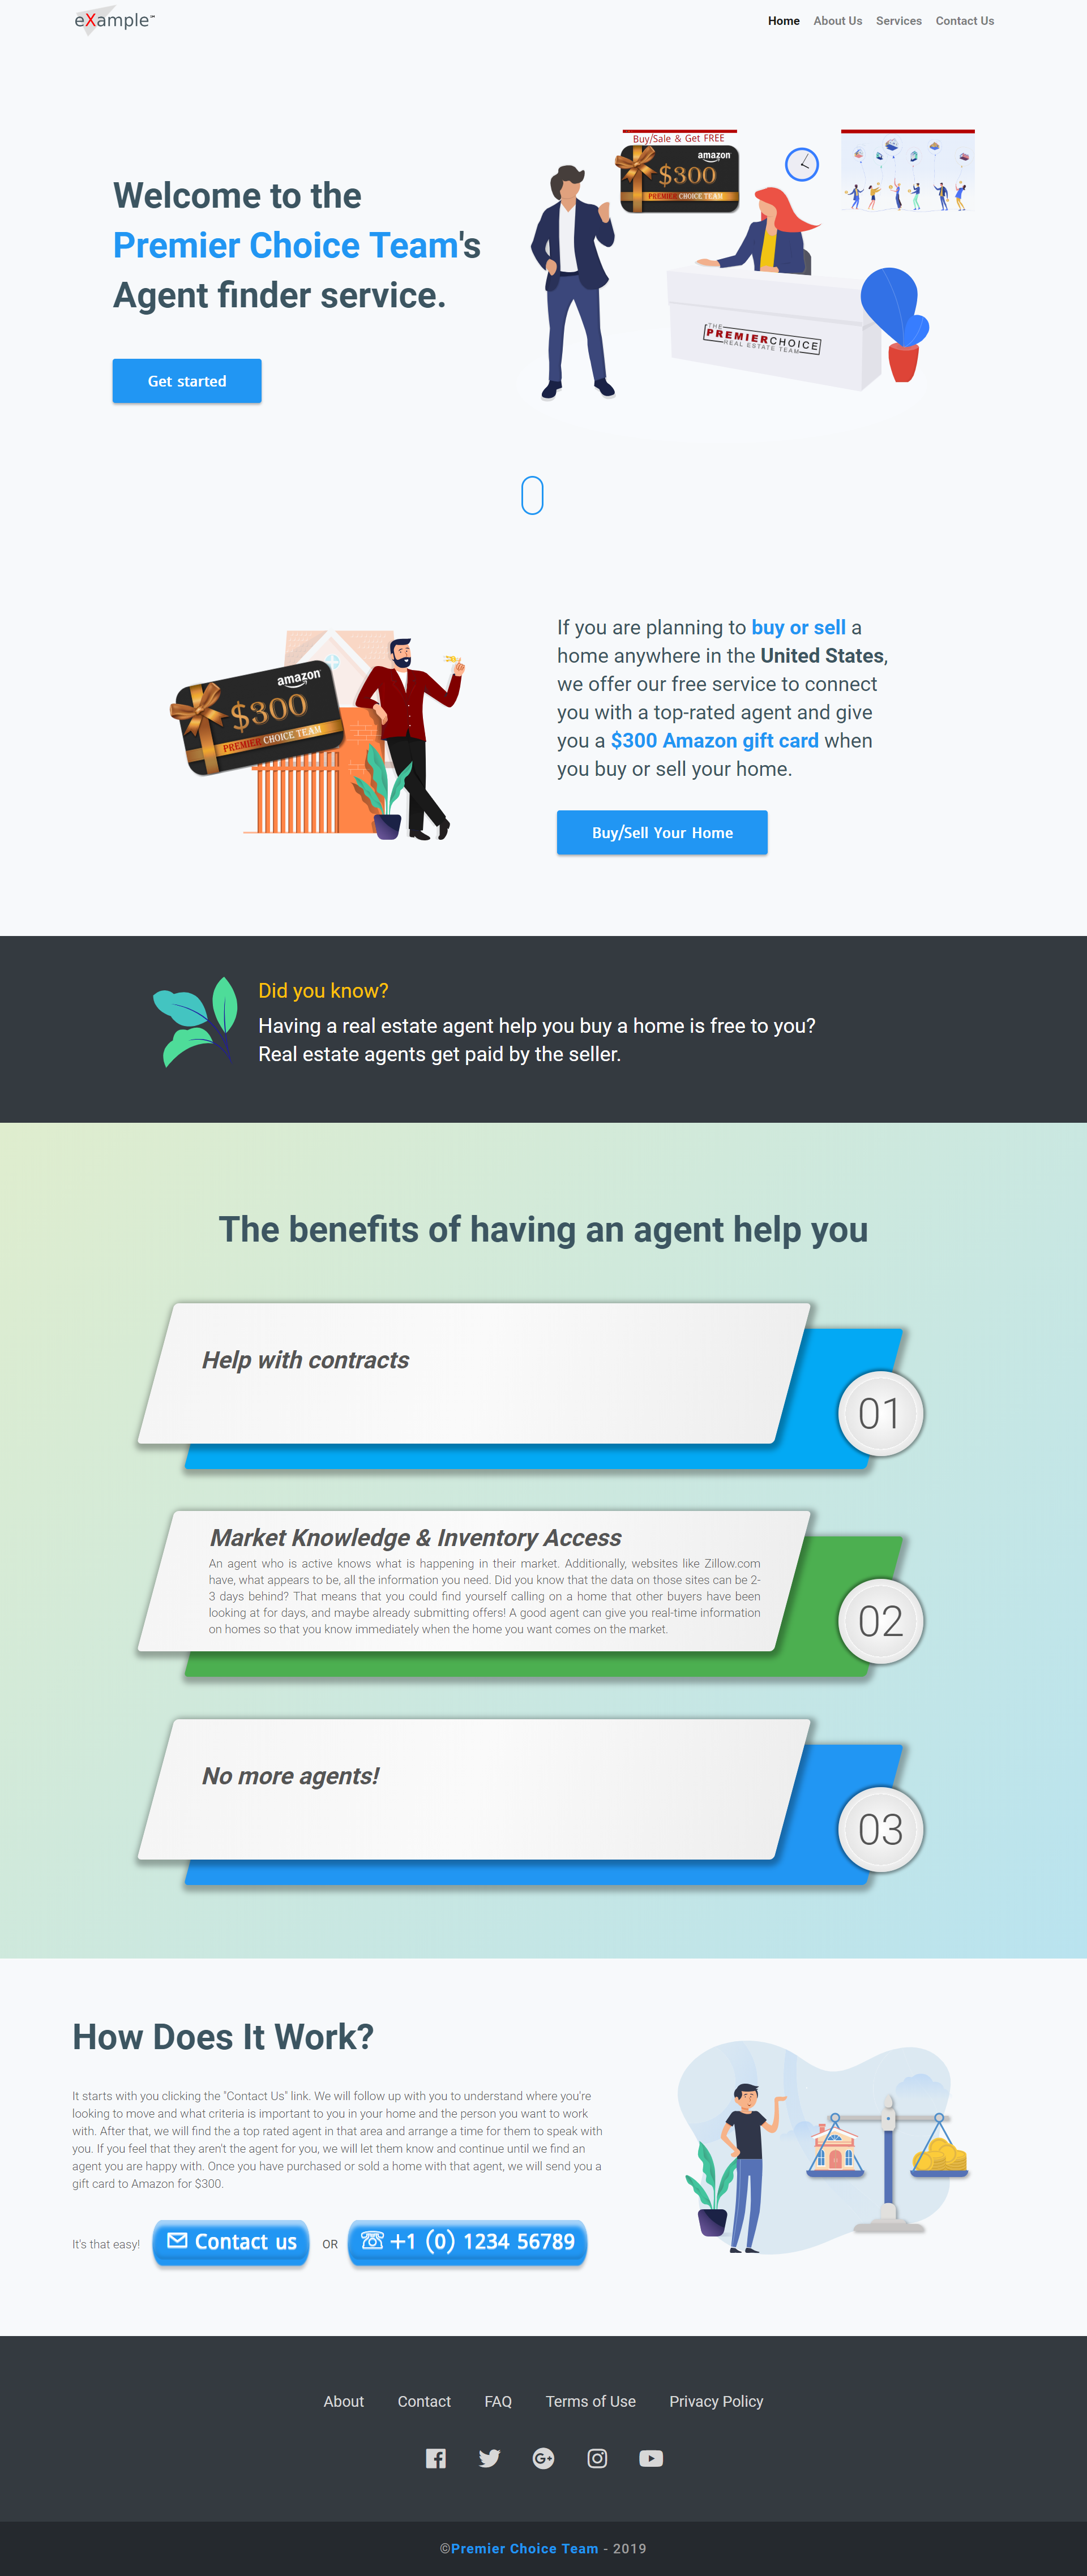 eXample
Home About Us Services Contact Us
Buy/Sale & Get FREE
amazon
$300
PREMIER CHOICE TEAM
Welcome to the
Premier Choice Team's
Agent finder service.
THE
PREMIERCHOICE
REAL ESTATE TEAM
Get started
If you are planning to buy or sell a
home anywhere in the United States,
we offer our free service to connect
you with a top-rated agent and give
you a $300 Amazon gift card when
you buy or sell your home.
amazon
$300
PREMIER CHOICE TEAM
Buy/Sell Your Home
Did you know?
Having a real estate agent help you buy a home is free to you?
Real estate agents get paid by the seller.
The benefits of having an agent help you
Help with contracts
01
Market Knowledge & Inventory Access
An agent who is active knows what is happening in their market. Additionally, websites like Zillow.com
have, what appears to be, all the information you need. Did you know that the data on those sites can be 2-
3 days behind? That means that you could find yourself calling on a home that other buyers have been
looking at for days, and maybe already submitting offers! A good agent can give you real-time information
on homes so that you know immediately when the home you want comes on the market.
02
No more agents!
03
How Does It Work?
It starts with you clicking the "Contact Us" link. We will follow up with you to understand where you're
looking to move and what criteria is important to you in your home and the person you want to work
with. After that, we will find the a top rated agent in that area and arrange a time for them to speak with
you. If you feel that they aren't the agent for you, we will let them know and continue until we find an
agent you are happy with. Once you have purchased or sold a home with that agent, we will send you a
gift card to Amazon for $300.
It's that easy! Contact us OR +1 (0) 1234 56789
About Contact FAQ Terms of Use Privacy Policy
©Premier Choice Team - 2019